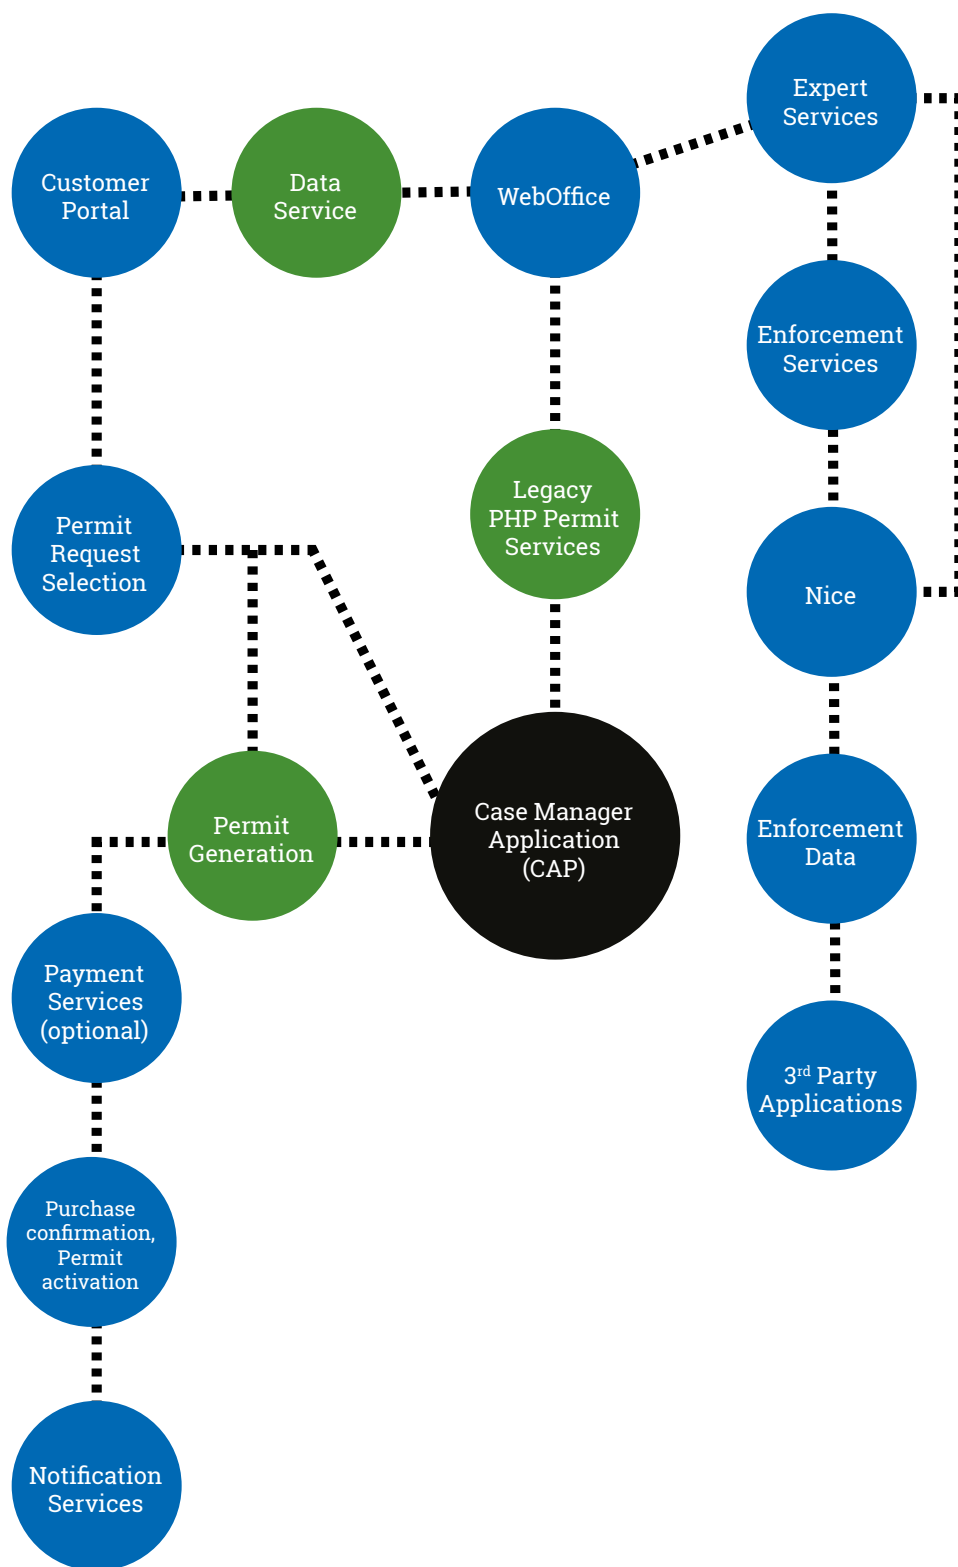 Expert
Services
Customer
Portal
Data
Service
WebOffice
Enforcement
Services
Legacy
PHP Permit
Services
Permit
Request
Selection
Nice
Permit
Generation
Case Manager
Application
(CAP)
Enforcement
Data
Payment
Services
(optional)
3rd Party
Applications
Purchase
confirmation,
Permit
activation
Notification
Services